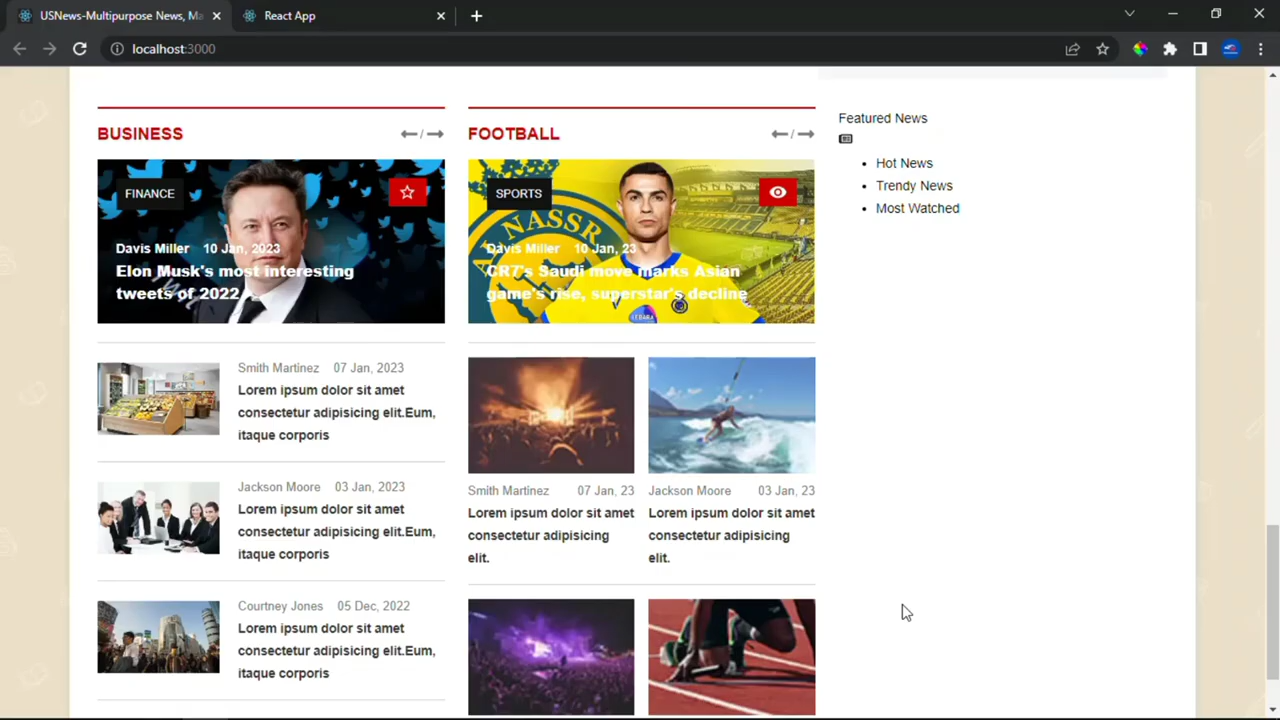 USNews-Multipurpose News, Ma
React App
localhost:3000
BUSINESS
/
FINANCE
Davis Miller 10 Jan, 2023
Elon Musk's most interesting
tweets of 2022
Smith Martinez 07 Jan, 2023
Lorem ipsum dolor sit amet
consectetur adipisicing elit.Eum,
itaque corporis
Jackson Moore 03 Jan, 2023
Lorem ipsum dolor sit amet
consectetur adipisicing elit.Eum,
itaque corporis
Courtney Jones 05 Dec, 2022
Lorem ipsum dolor sit amet
consectetur adipisicing elit.Eum,
itaque corporis
FOOTBALL
/
NASSR
SPORTS
Davis Miller 10 Jan, 23
CR7's Saudi move marks Asian
game's rise, superstar's decline
Smith Martinez 07 Jan, 23
Lorem ipsum dolor sit amet
consectetur adipisicing
elit.
Jackson Moore 03 Jan, 23
Lorem ipsum dolor sit amet
consectetur adipisicing
elit.
Featured News
Hot News
Trendy News
Most Watched